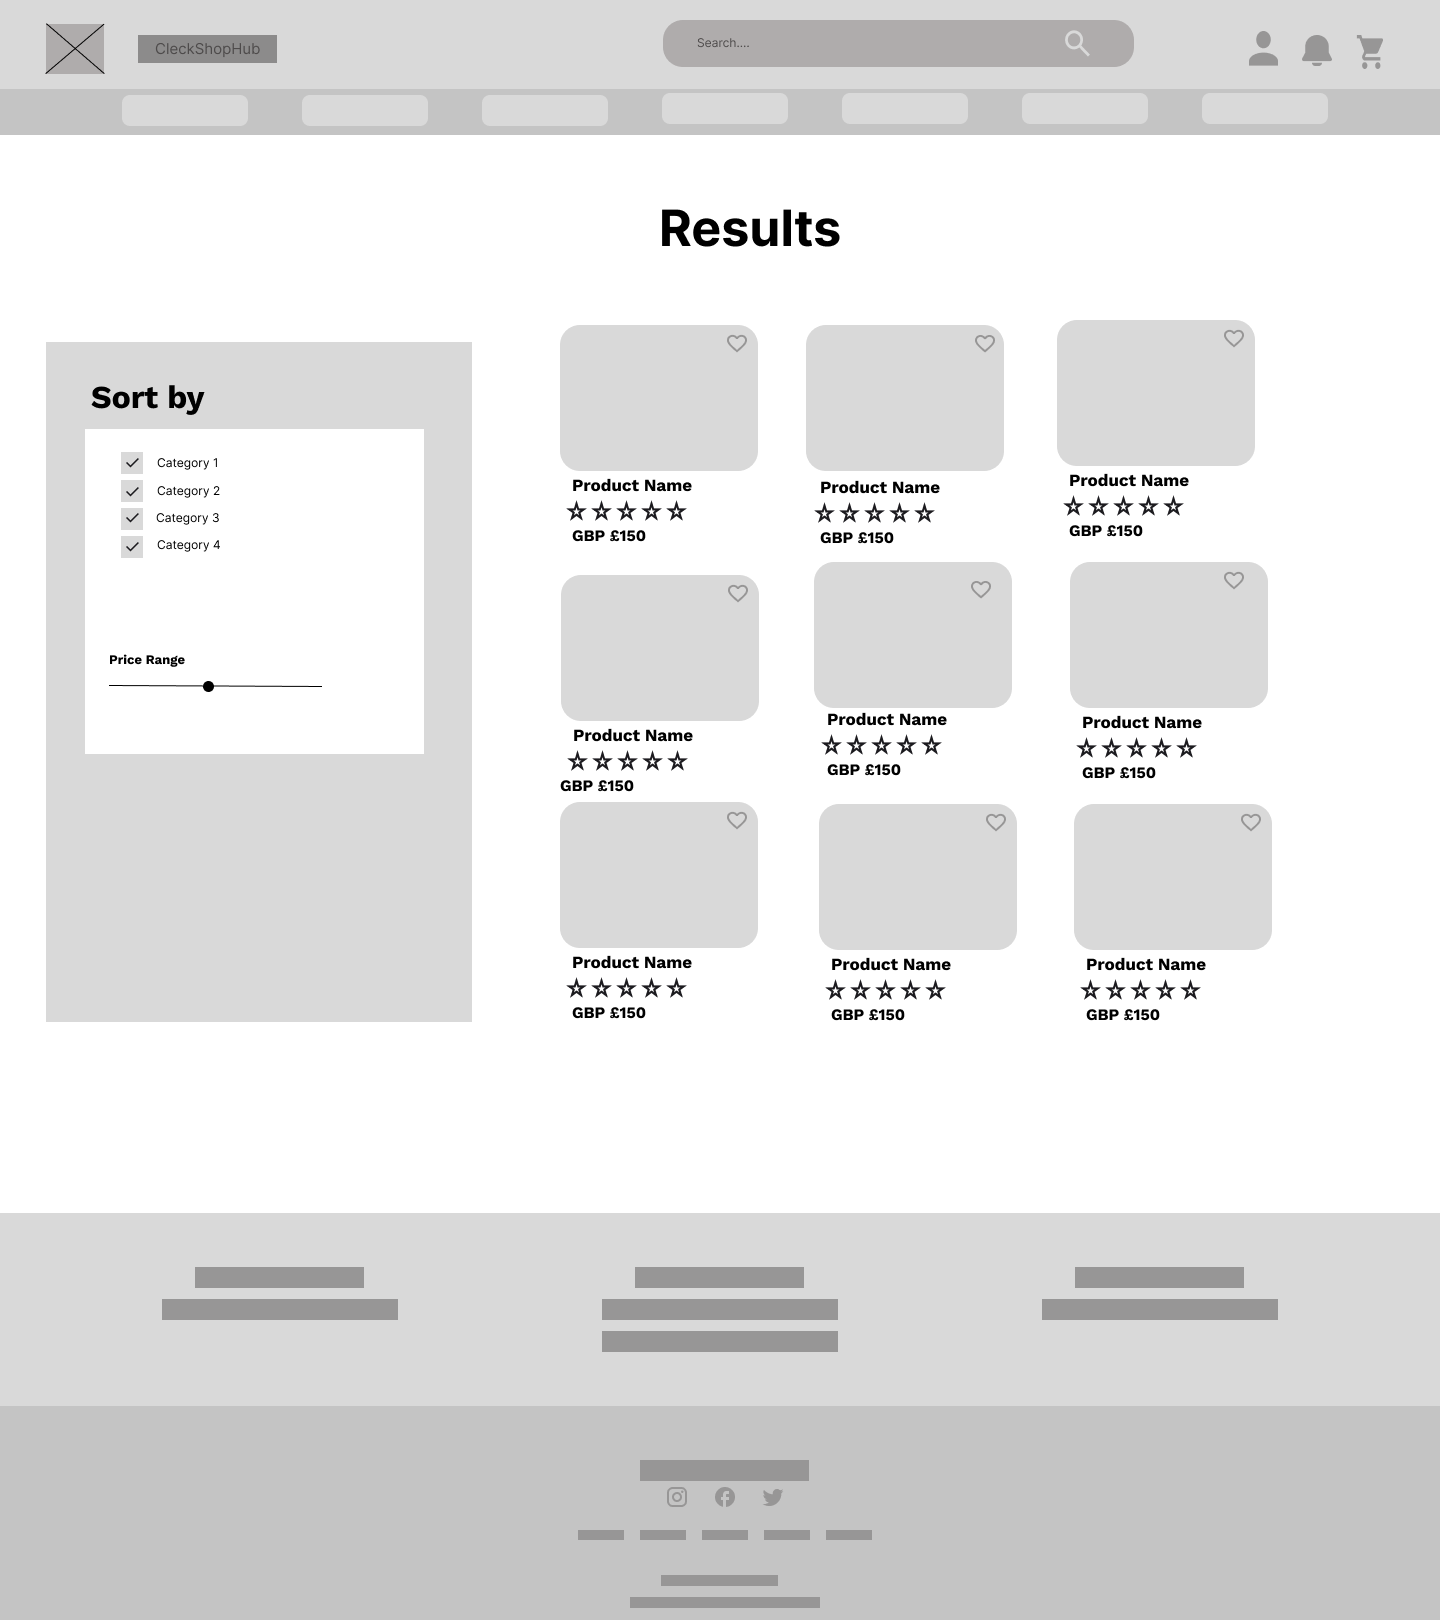 CleckShopHub
Search....
Results
Sort by
Category 1
Category 2
Category 3
Category 4
Price Range
Product Name
GBP £150
Product Name
GBP £150
Product Name
GBP £150
Product Name
GBP £150
Product Name
GBP £150
Product Name
GBP £150
Product Name
GBP £150
Product Name
GBP £150
Product Name
GBP £150